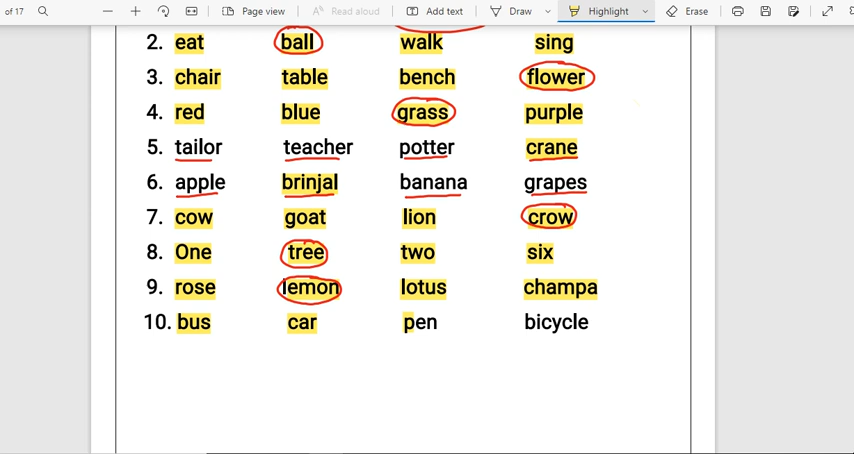 of 17 Page view Read aloud Add text Draw Highlight Erase
2. eat ball walk sing
3. chair table bench flower
4. red blue grass purple
5. tailor teacher potter crane
6. apple brinjal banana grapes
7. cow goat lion crow
8. One tree two six
9. rose lemon lotus champa
10. bus car pen bicycle